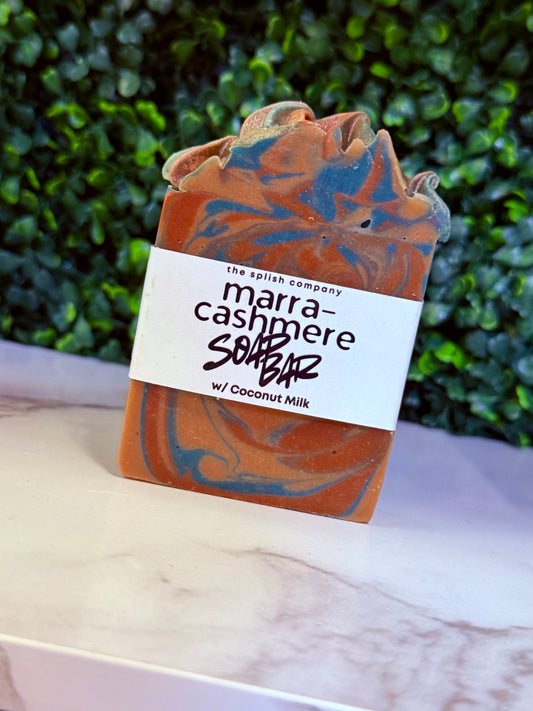 the splish company
marra-
cashmere
SOAP
BAR
w/ Coconut Milk